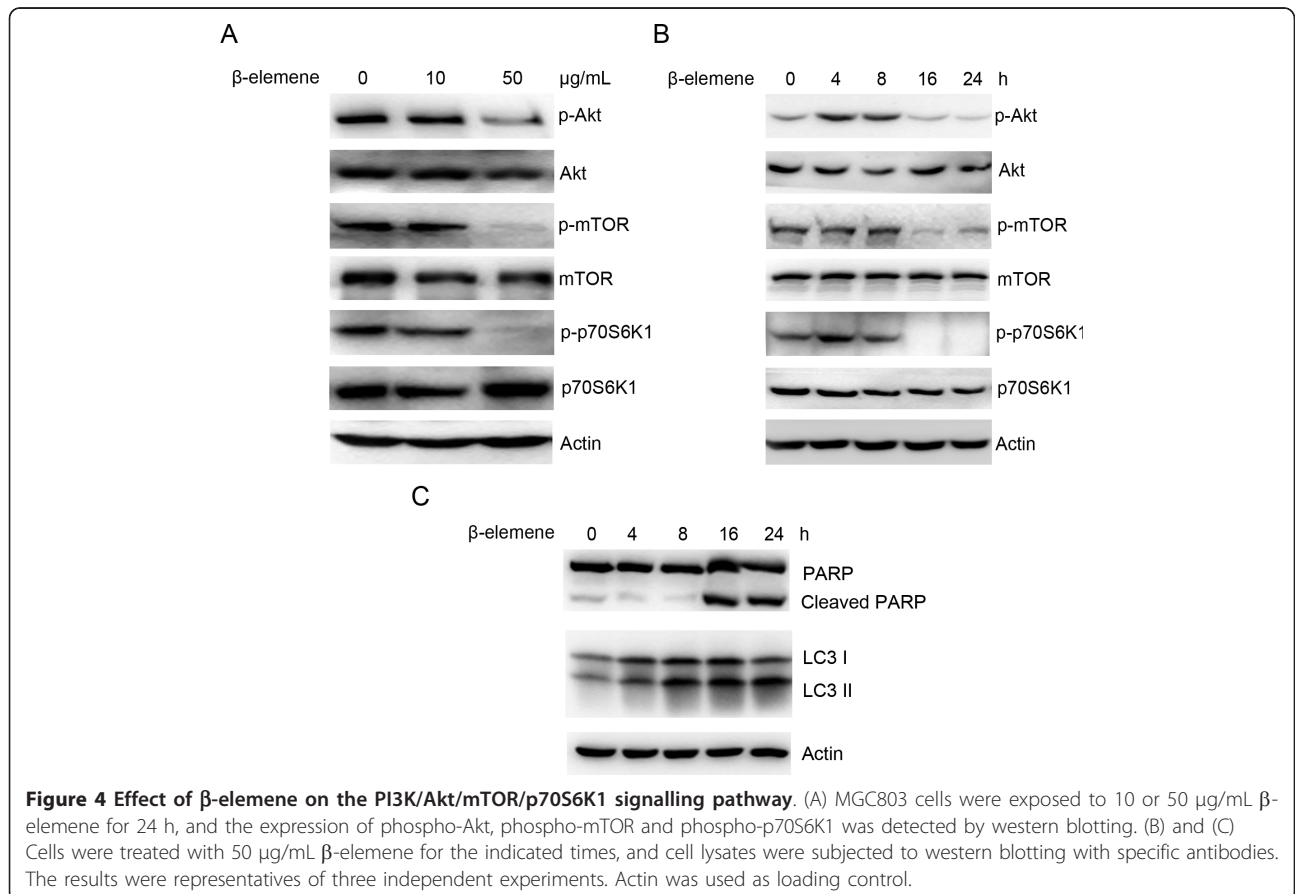 A
β-elemene 0 10 50 μg/mL
p-Akt
Akt
p-mTOR
mTOR
p-p70S6K1
p70S6K1
Actin
B
β-elemene 0 4 8 16 24 h
p-Akt
Akt
p-mTOR
mTOR
p-p70S6K1
p70S6K1
Actin
C
β-elemene 0 4 8 16 24 h
PARP
Cleaved PARP
LC3 I
LC3 II
Actin
Figure 4 Effect of β-elemene on the PI3K/Akt/mTOR/p70S6K1 signalling pathway. (A) MGC803 cells were exposed to 10 or 50 μg/mL β-
elemene for 24 h, and the expression of phospho-Akt, phospho-mTOR and phospho-p70S6K1 was detected by western blotting. (B) and (C)
Cells were treated with 50 μg/mL β-elemene for the indicated times, and cell lysates were subjected to western blotting with specific antibodies.
The results were representatives of three independent experiments. Actin was used as loading control.